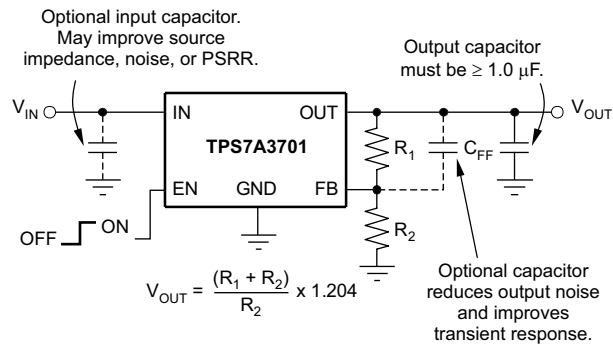 Optional input capacitor.
May improve source
impedance, noise, or PSRR.
Output capacitor
must be ≥ 1.0 μF.
V_IN
IN
OUT
V_OUT
TPS7A3701
R_1
C_FF
EN
GND
FB
OFF
ON
R_2
V_OUT = (R_1 + R_2) / R_2 x 1.204
Optional capacitor
reduces output noise
and improves
transient response.